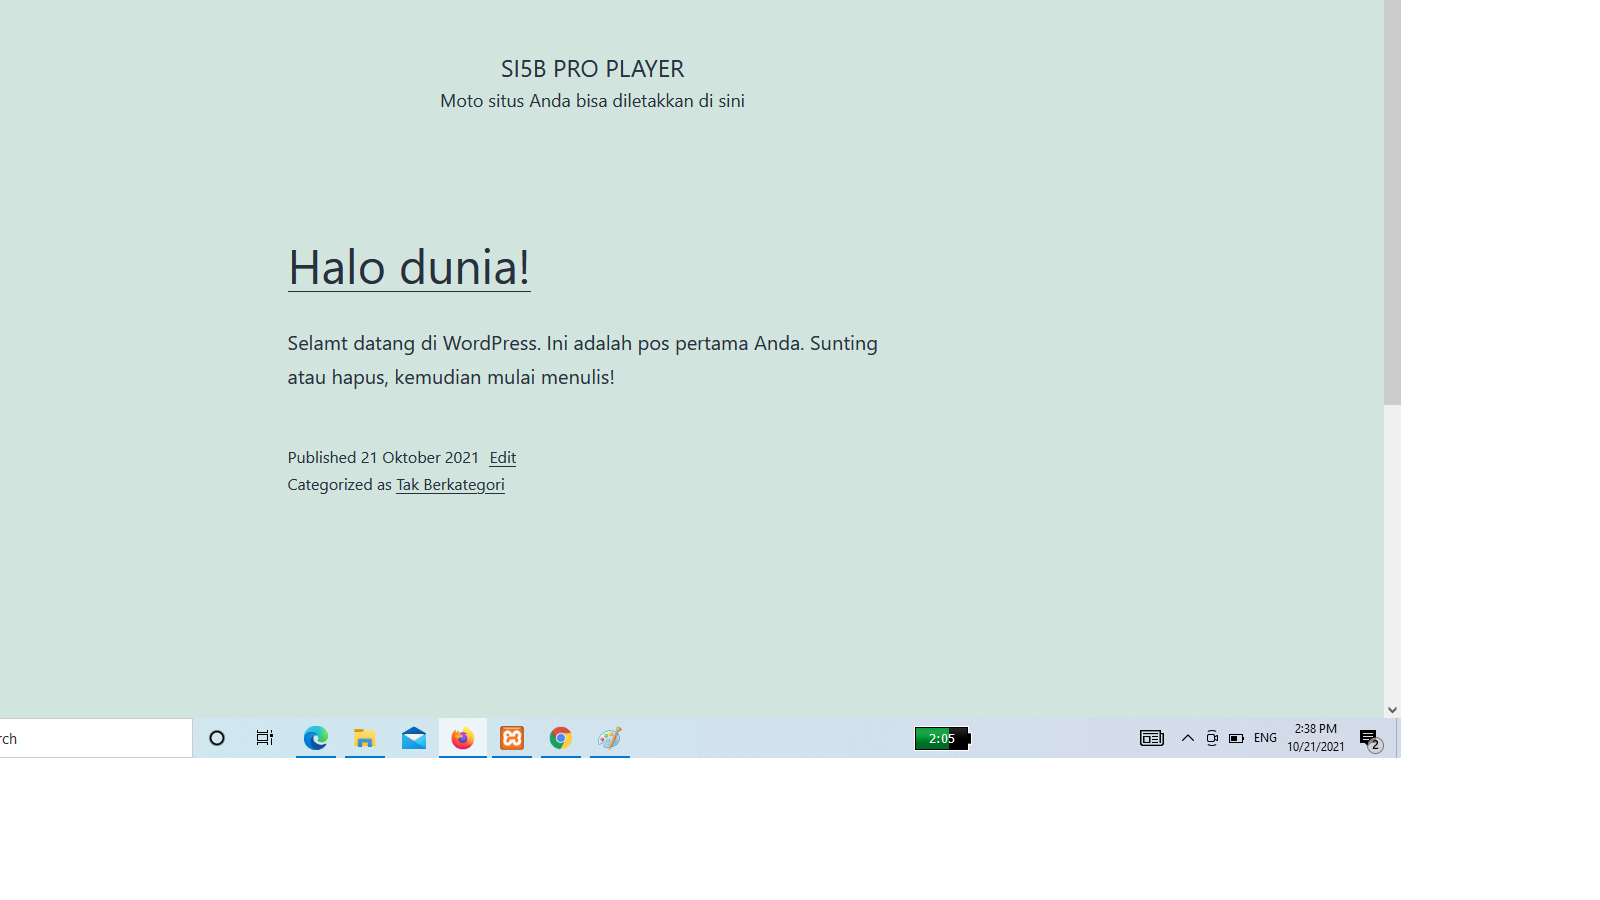 SI5B PRO PLAYER
Moto situs Anda bisa diletakkan di sini
Halo dunia!
Selamt datang di WordPress. Ini adalah pos pertama Anda. Sunting
atau hapus, kemudian mulai menulis!
Published 21 Oktober 2021 Edit
Categorized as Tak Berkategori
rch
2:05
ENG
2:38 PM
10/21/2021
2